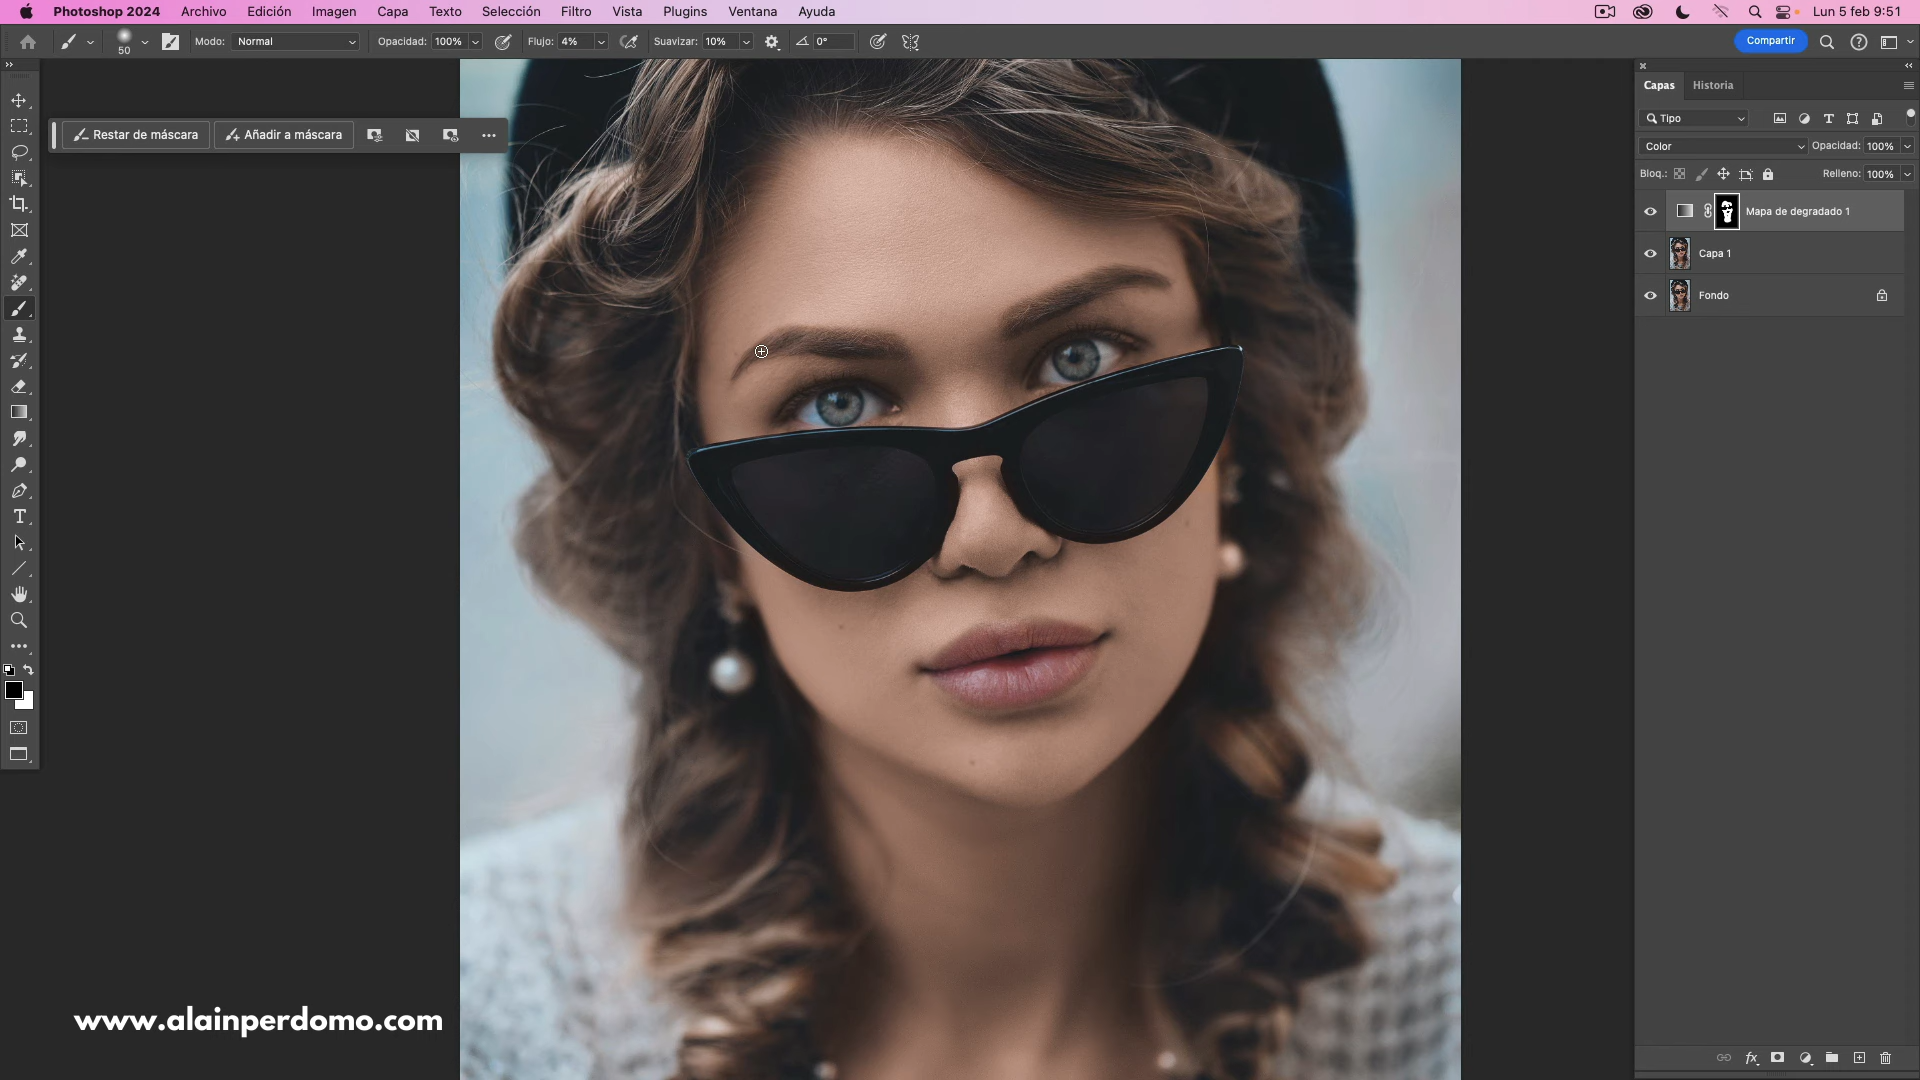 Photoshop 2024 Archivo Edición Imagen Capa Texto Selección Filtro Vista Plugins Ventana Ayuda Lun 5 feb 9:51
50 Modo: Normal Opacidad: 100% Flujo: 4% Suavizar: 10% 0° Compartir
Capas Historia
Tipo
Restar de máscara Añadir a máscara
Color Opacidad: 100%
Bloq.: Relleno: 100%
Mapa de degradado 1
Capa 1
Fondo
www.alainperdomo.com